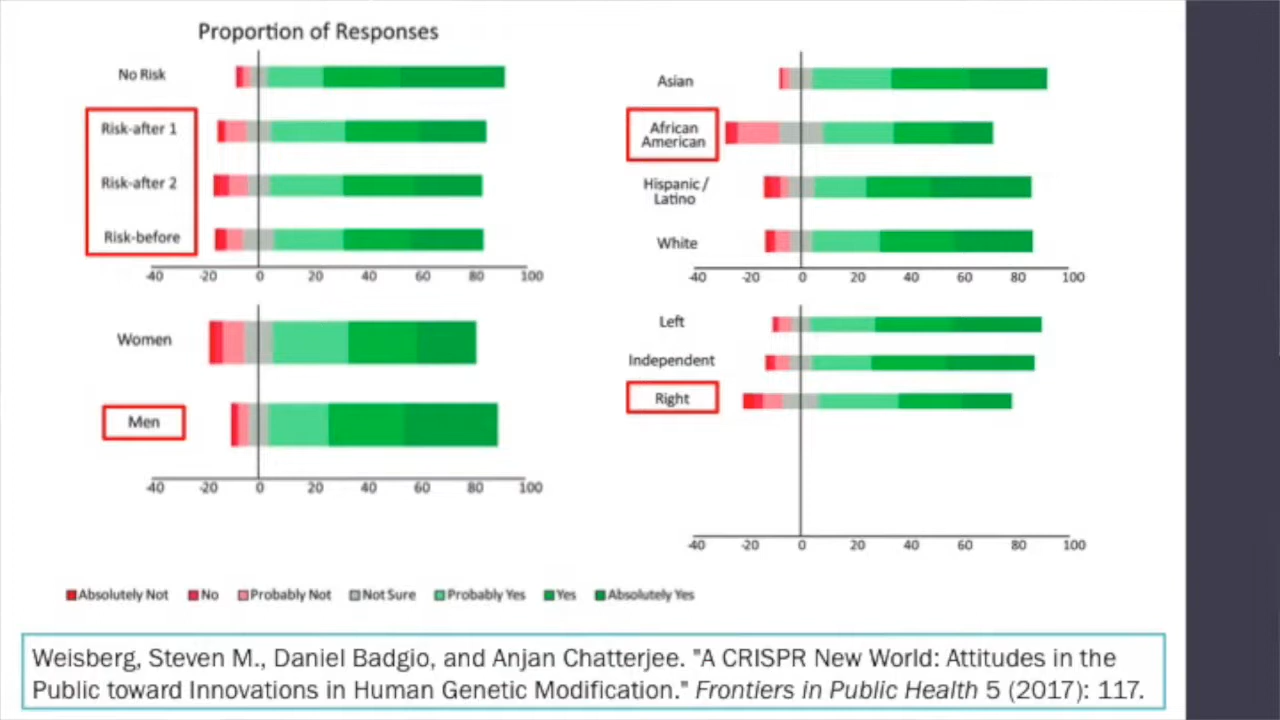 Proportion of Responses
No Risk
Risk-after 1
Risk-after 2
Risk-before
-40 -20 0 20 40 60 80 100
Asian
African
American
Hispanic /
Latino
White
-40 -20 0 20 40 60 80 100
Women
Men
-40 -20 0 20 40 60 80 100
Left
Independent
Right
-40 -20 0 20 40 60 80 100
Absolutely Not No Probably Not Not Sure Probably Yes Yes Absolutely Yes
Weisberg, Steven M., Daniel Badgio, and Anjan Chatterjee. "A CRISPR New World: Attitudes in the
Public toward Innovations in Human Genetic Modification." Frontiers in Public Health 5 (2017): 117.